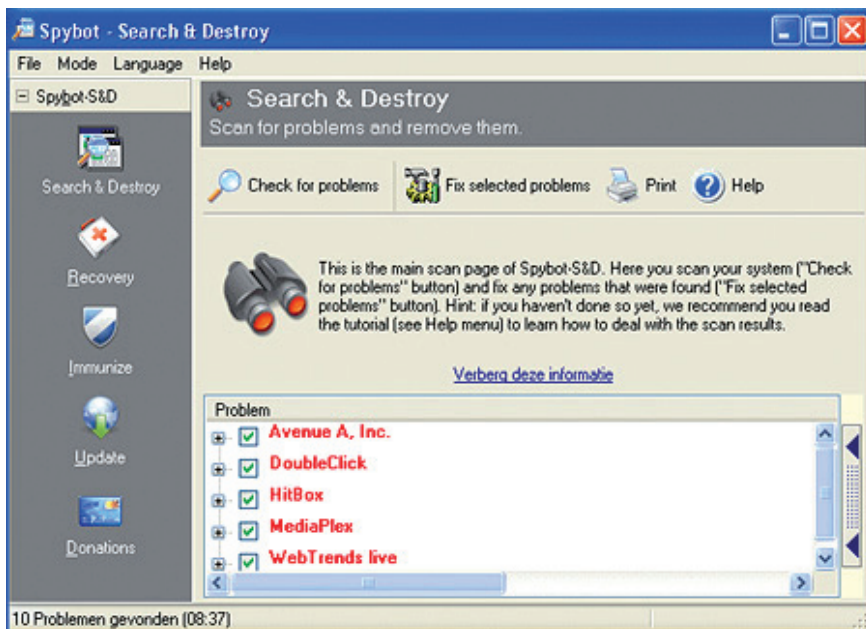 Spybot - Search & Destroy
File Mode Language Help
Spybot-S&D
Search & Destroy
Scan for problems and remove them.
Search & Destroy
Recovery
Immunize
Update
Donations
Check for problems Fix selected problems Print Help
This is the main scan page of Spybot-S&D. Here you scan your system ("Check
for problems" button) and fix any problems that were found ("Fix selected
problems" button). Hint: if you haven't done so yet, we recommend you read
the tutorial (see Help menu) to learn how to deal with the scan results.
Verberg deze informatie
Problem
Avenue A, Inc.
DoubleClick
HitBox
MediaPlex
WebTrends live
10 Problemen gevonden (08:37)